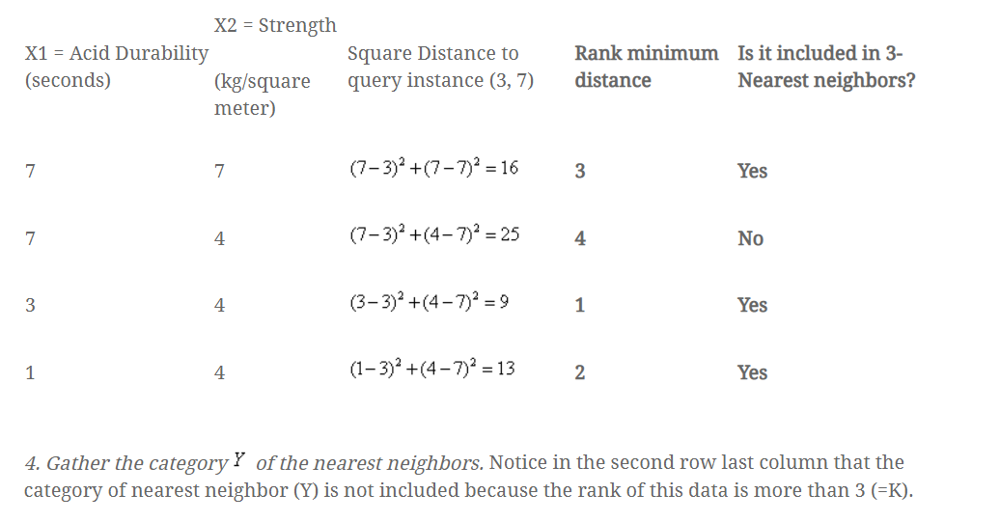 X2 = Strength
X1 = Acid Durability Square Distance to Rank minimum Is it included in 3-
(seconds) (kg/square query instance (3, 7) distance Nearest neighbors?
meter)
7 7 (7−3)² +(7−7)² = 16 3 Yes
7 4 (7−3)² +(4−7)² = 25 4 No
3 4 (3−3)² +(4−7)² = 9 1 Yes
1 4 (1−3)² +(4−7)² = 13 2 Yes
4. Gather the category Y of the nearest neighbors. Notice in the second row last column that the
category of nearest neighbor (Y) is not included because the rank of this data is more than 3 (=K).